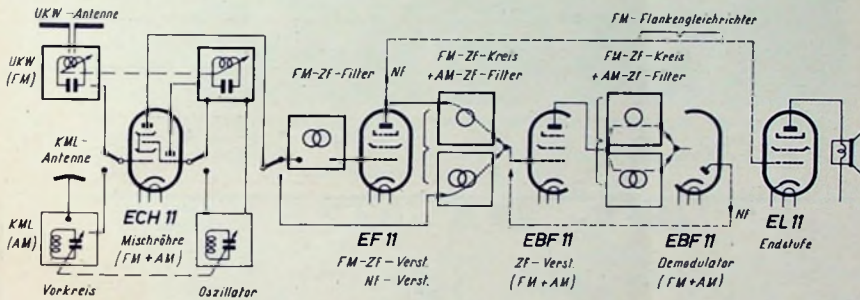 UKW-Antenne
UKW
(FM)
KML-
Antenne
KML
(AM)
Vorkreis
ECH 11
Mischröhre
(FM + AM)
Oszillator
FM-ZF-Filter
NF
EF 11
FM-ZF-Verst.
NF-Verst.
FM-ZF-Kreis
+AM-ZF-Filter
EBF 11
ZF-Verst.
(FM+AM)
FM-Flankengleichrichter
FM-ZF-Kreis
+ AM-ZF-Filter
EBF 11
Demodulator
(FM+AM)
NF
EL 11
Endstufe